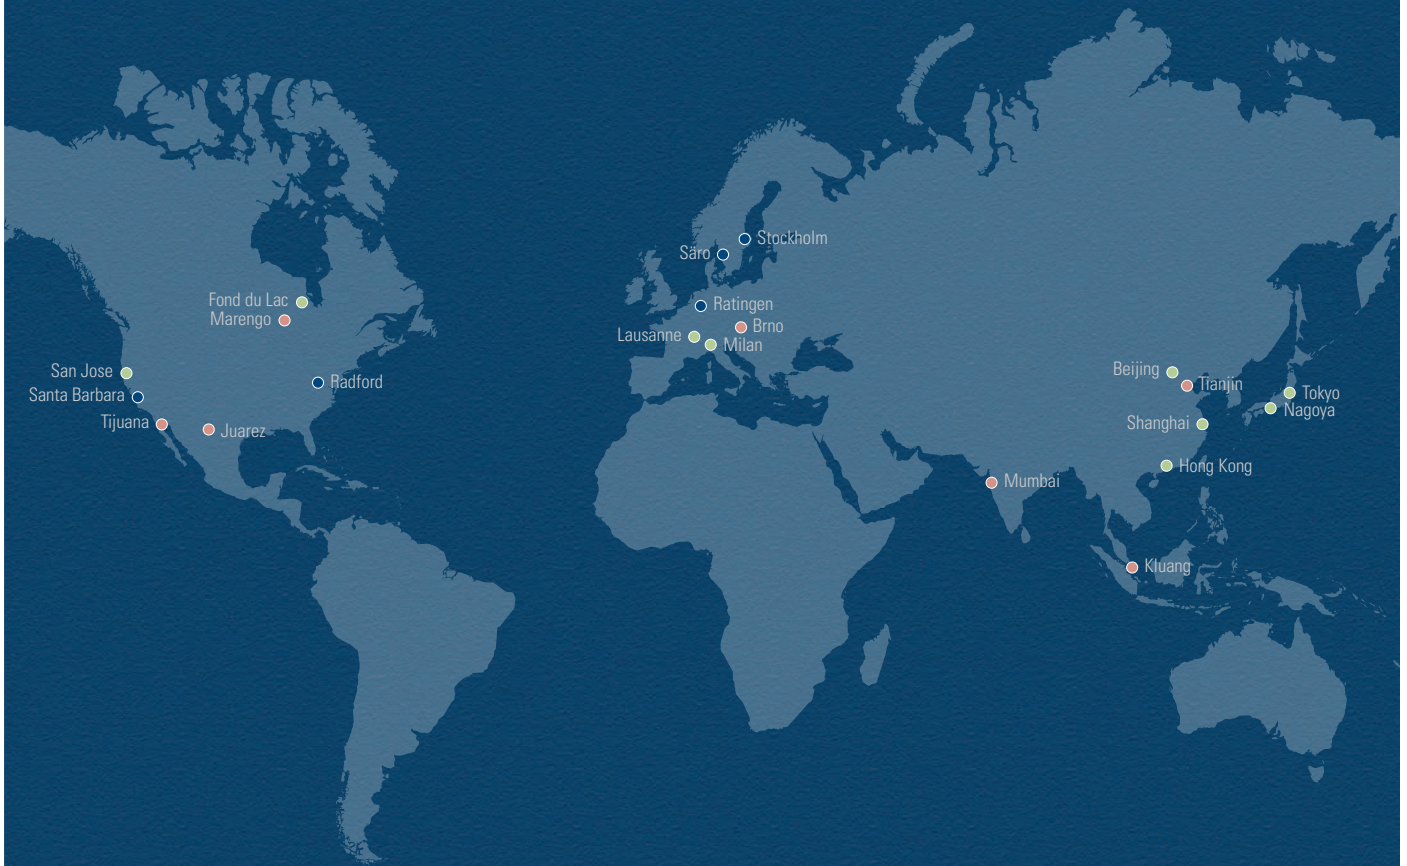 Stockholm
Säro
Fond du Lac
Ratingen
Marengo
Brno
Lausanne
Milan
San Jose
Beijing
Radford
Tianjin
Santa Barbara
Tokyo
Nagoya
Tijuana
Shanghai
Juarez
Hong Kong
Mumbai
Kluang